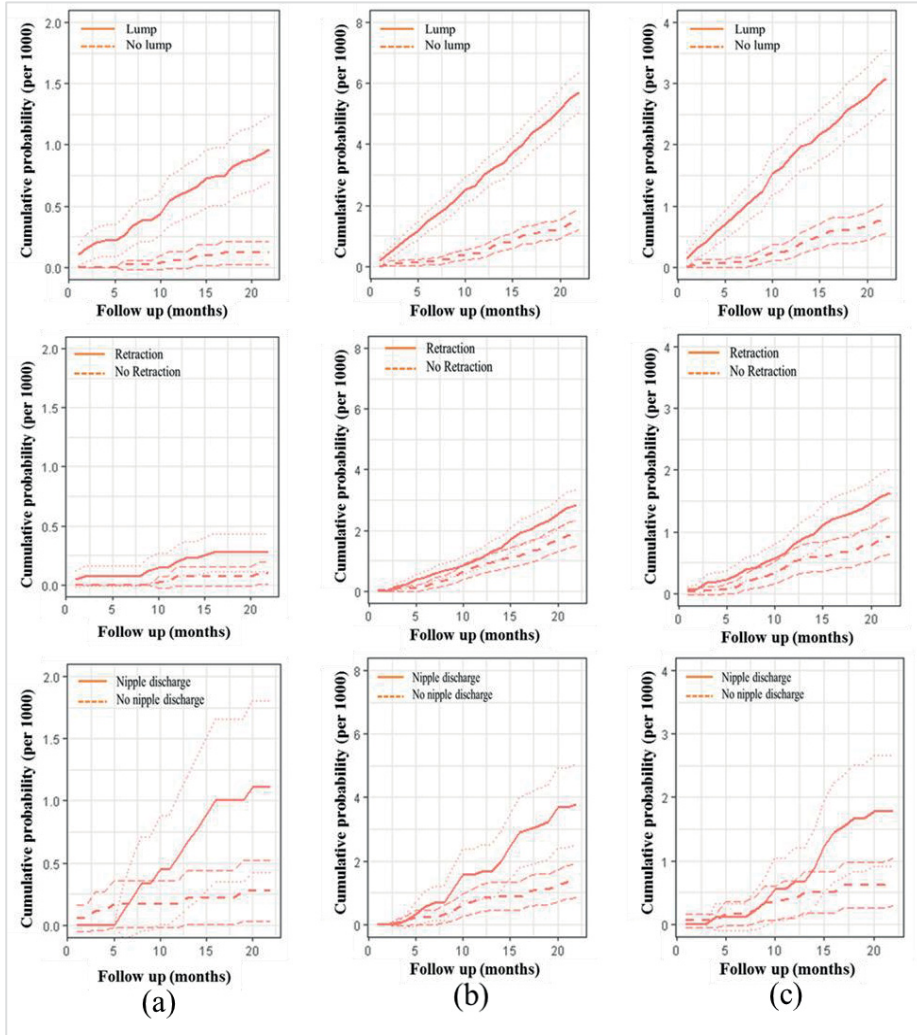 Cumulative probability (per 1000)
2.0
1.5
1.0
0.5
0.0
Lump
No lump
0 5 10 15 20
Follow up (months)
Cumulative probability (per 1000)
8
6
4
2
0
Lump
No lump
0 5 10 15 20
Follow up (months)
Cumulative probability (per 1000)
4
3
2
1
0
Lump
No lump
0 5 10 15 20
Follow up (months)
Cumulative probability (per 1000)
2.0
1.5
1.0
0.5
0.0
Retraction
No Retraction
0 5 10 15 20
Follow up (months)
Cumulative probability (per 1000)
8
6
4
2
0
Retraction
No Retraction
0 5 10 15 20
Follow up (months)
Cumulative probability (per 1000)
4
3
2
1
0
Retraction
No Retraction
0 5 10 15 20
Follow up (months)
Cumulative probability (per 1000)
2.0
1.5
1.0
0.5
0.0
Nipple discharge
No nipple discharge
0 5 10 15 20
Follow up (months)
Cumulative probability (per 1000)
8
6
4
2
0
Nipple discharge
No nipple discharge
0 5 10 15 20
Follow up (months)
Cumulative probability (per 1000)
4
3
2
1
0
Nipple discharge
No nipple discharge
0 5 10 15 20
Follow up (months)
(a) (b) (c)